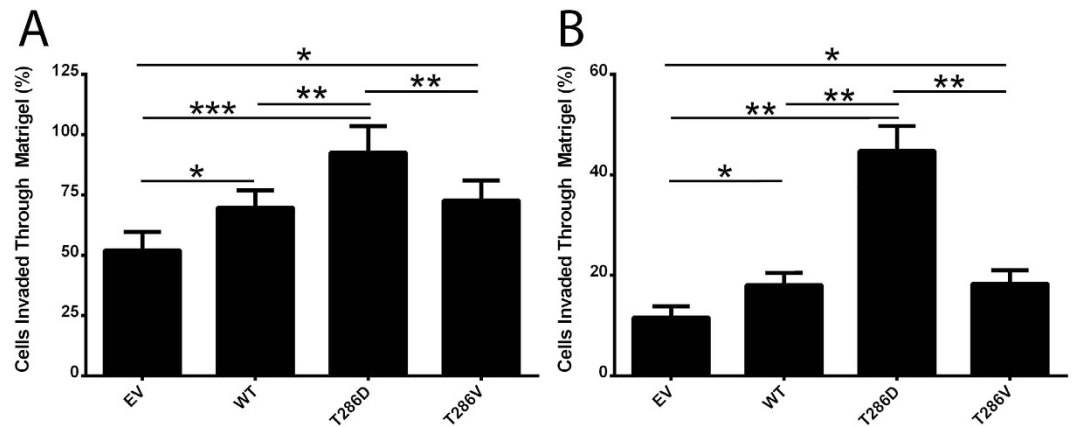 A
Cells Invaded Through Matrigel (%)
125
100
75
50
25
0
*
**
**
***
*
EV
WT
T286D
T286V
B
Cells Invaded Through Matrigel (%)
60
40
20
0
*
**
**
**
*
EV
WT
T286D
T286V